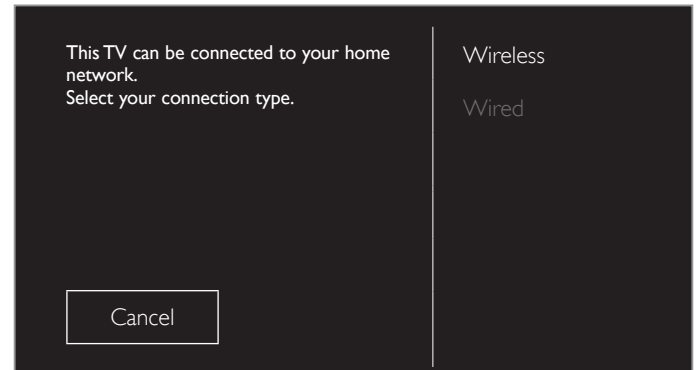 This TV can be connected to your home
network.
Select your connection type.
Cancel
Wireless
Wired